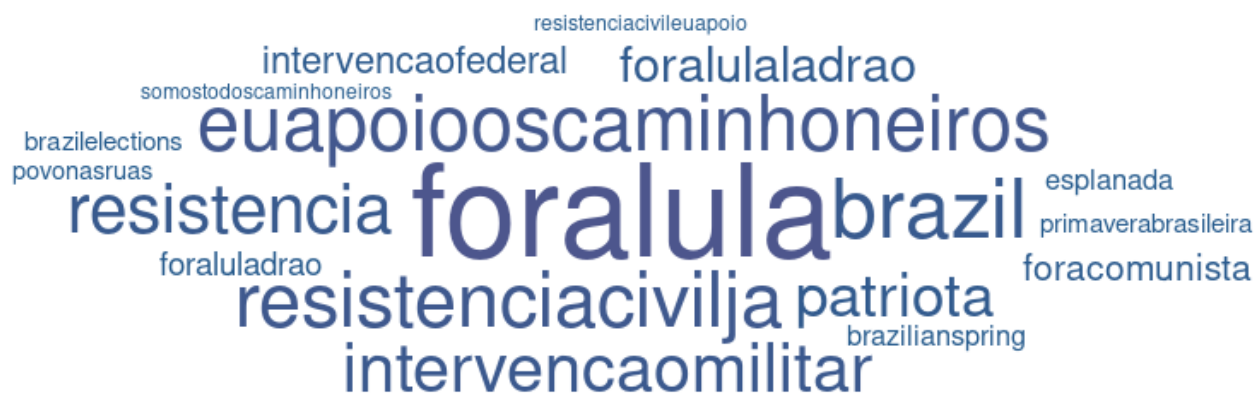 resistenciacivileuapoio
intervencaofederal
foralulaladrao
somostodoscaminhoneiros
euapoiooscaminhoneiros
brazilelections
povonasruas
resistencia
foralula
brazil
esplanada
primaverabrasileira
foraluladrao
foracomunista
resistenciacivilja
patriota
brazilianspring
intervencaomilitar